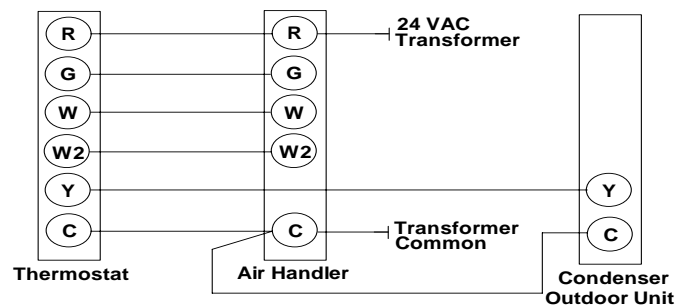 R
R
24 VAC
Transformer
G
G
W
W
W2
W2
Y
Y
C
C
Transformer
Common
C
Thermostat
Air Handler
Condenser
Outdoor Unit